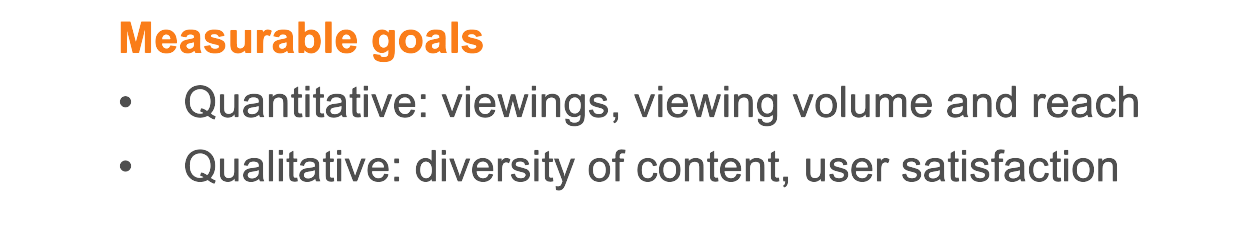 Measurable goals
• Quantitative: viewings, viewing volume and reach
• Qualitative: diversity of content, user satisfaction